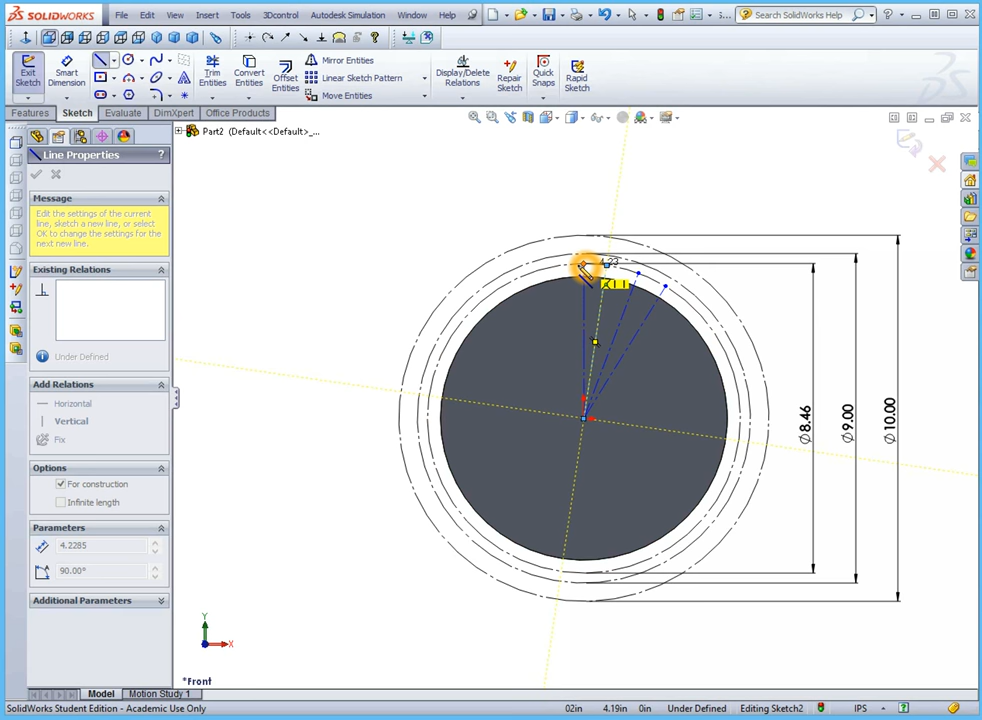 SOLIDWORKS File Edit View Insert Tools 3Dcontrol Autodesk Simulation Window Help Search SolidWorks Help
Exit Sketch
Smart Dimension
Trim Entities
Convert Entities
Offset Entities
Mirror Entities
Linear Sketch Pattern
Move Entities
Display/Delete Relations
Repair Sketch
Quick Snaps
Rapid Sketch
Features Sketch Evaluate DimXpert Office Products
Part2 (Default<<Default>_...
Line Properties ?
Message
Edit the settings of the current
line, sketch a new line, or select
OK to change the settings for the
next new line.
Existing Relations
Under Defined
Add Relations
Horizontal
Vertical
Fix
Options
For construction
Infinite length
Parameters
4.2285
90.00°
Additional Parameters
∅8.46
∅9.00
∅10.00
Y
X
*Front
Model Motion Study 1
SolidWorks Student Edition - Academic Use Only 02in 4.19in 0in Under Defined Editing Sketch2 IPS